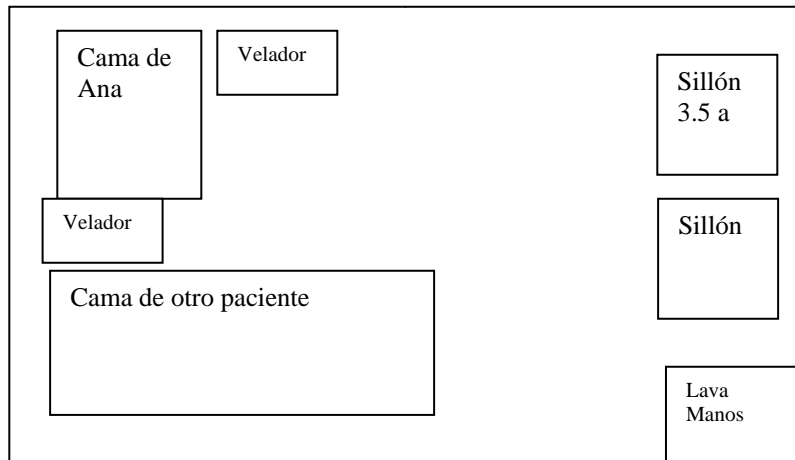 Cama de
Ana
Velador
Sillón
3.5 a
Velador
Sillón
Cama de otro paciente
Lava
Manos